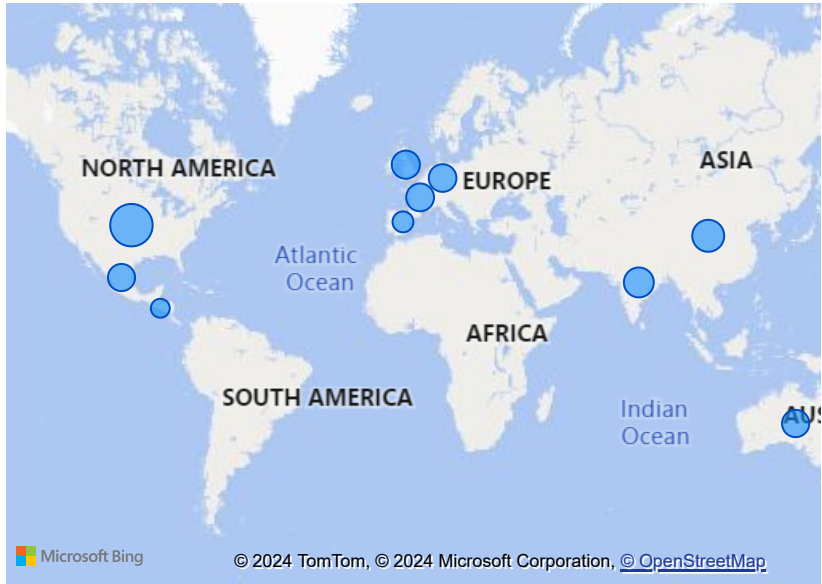 NORTH AMERICA
EUROPE
ASIA
Atlantic
Ocean
AFRICA
SOUTH AMERICA
Indian
Ocean
AUS
Microsoft Bing
© 2024 TomTom, © 2024 Microsoft Corporation, © OpenStreetMap